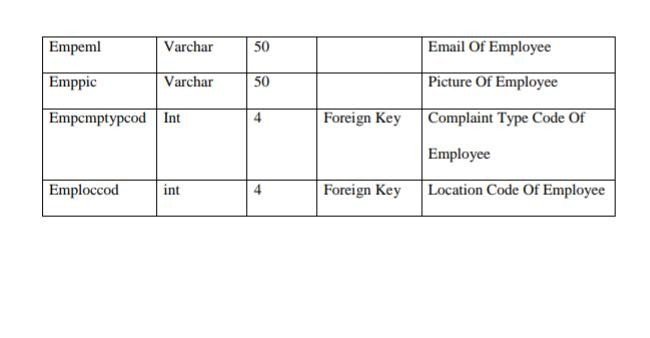 Empeml Varchar 50 Email Of Employee
Emppic Varchar 50 Picture Of Employee
Empcmptypcod Int 4 Foreign Key Complaint Type Code Of
Employee
Emploccod int 4 Foreign Key Location Code Of Employee